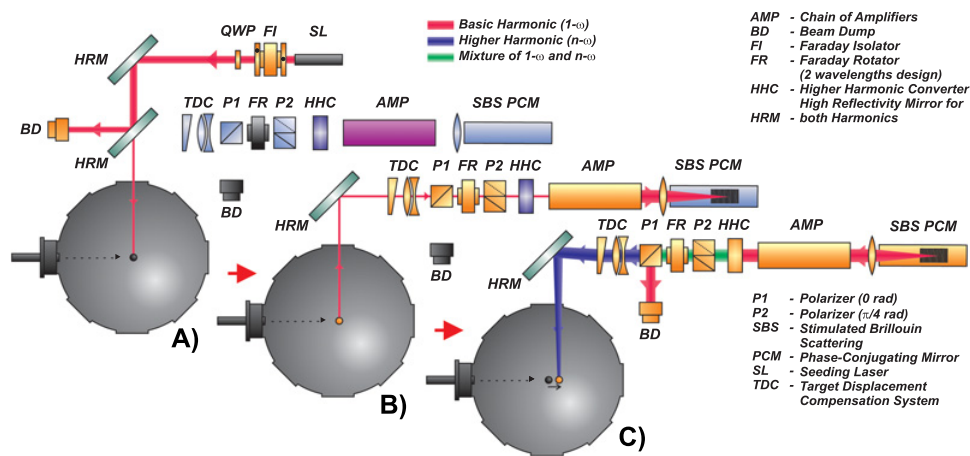 QWP FI SL
HRM
Basic Harmonic (1-ω)
Higher Harmonic (n-ω)
Mixture of 1-ω and n-ω
AMP - Chain of Amplifiers
BD - Beam Dump
FI - Faraday Isolator
FR - Faraday Rotator
(2 wavelengths design)
HHC - Higher Harmonic Converter
High Reflectivity Mirror for
HRM - both Harmonics
BD
HRM
TDC P1 FR P2 HHC AMP SBS PCM
BD
A)
HRM
TDC P1 FR P2 HHC AMP SBS PCM
BD
B)
HRM
TDC P1 FR P2 HHC AMP SBS PCM
BD
C)
P1 - Polarizer (0 rad)
P2 - Polarizer (π/4 rad)
SBS - Stimulated Brillouin
Scattering
PCM - Phase-Conjugating Mirror
SL - Seeding Laser
TDC - Target Displacement
Compensation System